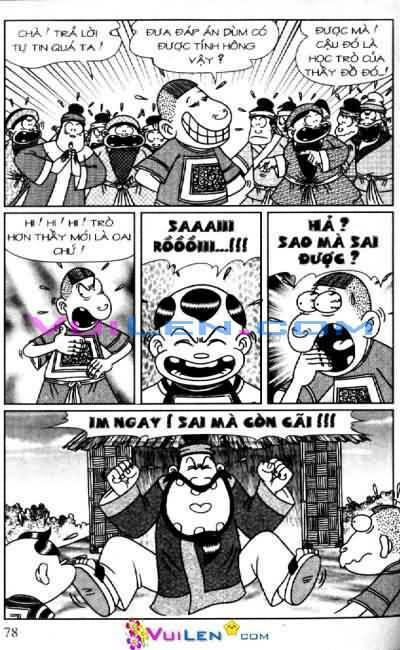 CHÀ! TRẢ LỜI
TỰ TIN QUÁ TA!
ĐƯA ĐÁP ÁN DÙM CÓ
ĐƯỢC TÍNH HÔNG
VẬY?
ĐƯỢC MÀ!
CẬU ĐÓ LÀ
HỌC TRÒ CỦA
THẦY ĐỒ ĐÓ..!
HI! HI! HI! TRÒ
HƠN THẦY MỚI LÀ OAI
CHỨ!
SAAAIII
RỒỒỒIII...!!!
HẢ?
SAO MÀ SAI
ĐƯỢC?
VUILEN.COM
IM NGAY! SAI MÀ CÒN CÃI!!!
78
VUILEN.COM